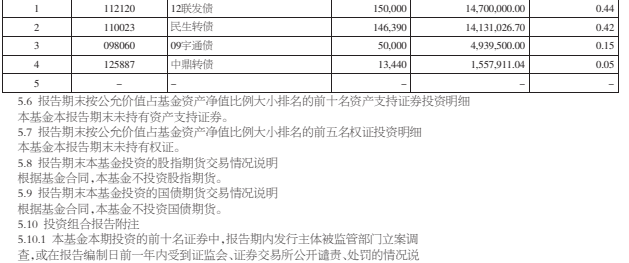 1 112120 12联发债 150,000 14,700,000.00 0.44
2 110023 民生转债 146,390 14,131,026.70 0.42
3 098060 09宇通债 50,000 4,939,500.00 0.15
4 125887 中鼎转债 13,440 1,557,911.04 0.05
5 – – – – –
5.6 报告期末按公允价值占基金资产净值比例大小排名的前十名资产支持证券投资明细
本基金本报告期末未持有资产支持证券。
5.7 报告期末按公允价值占基金资产净值比例大小排名的前五名权证投资明细
本基金本报告期末未持有权证。
5.8 报告期末本基金投资的股指期货交易情况说明
根据基金合同,本基金不投资股指期货。
5.9 报告期末本基金投资的国债期货交易情况说明
根据基金合同,本基金不投资国债期货。
5.10 投资组合报告附注
5.10.1 本基金本期投资的前十名证券中,报告期内发行主体被监管部门立案调
查,或在报告编制日前一年内受到证监会、证券交易所公开谴责、处罚的情况说